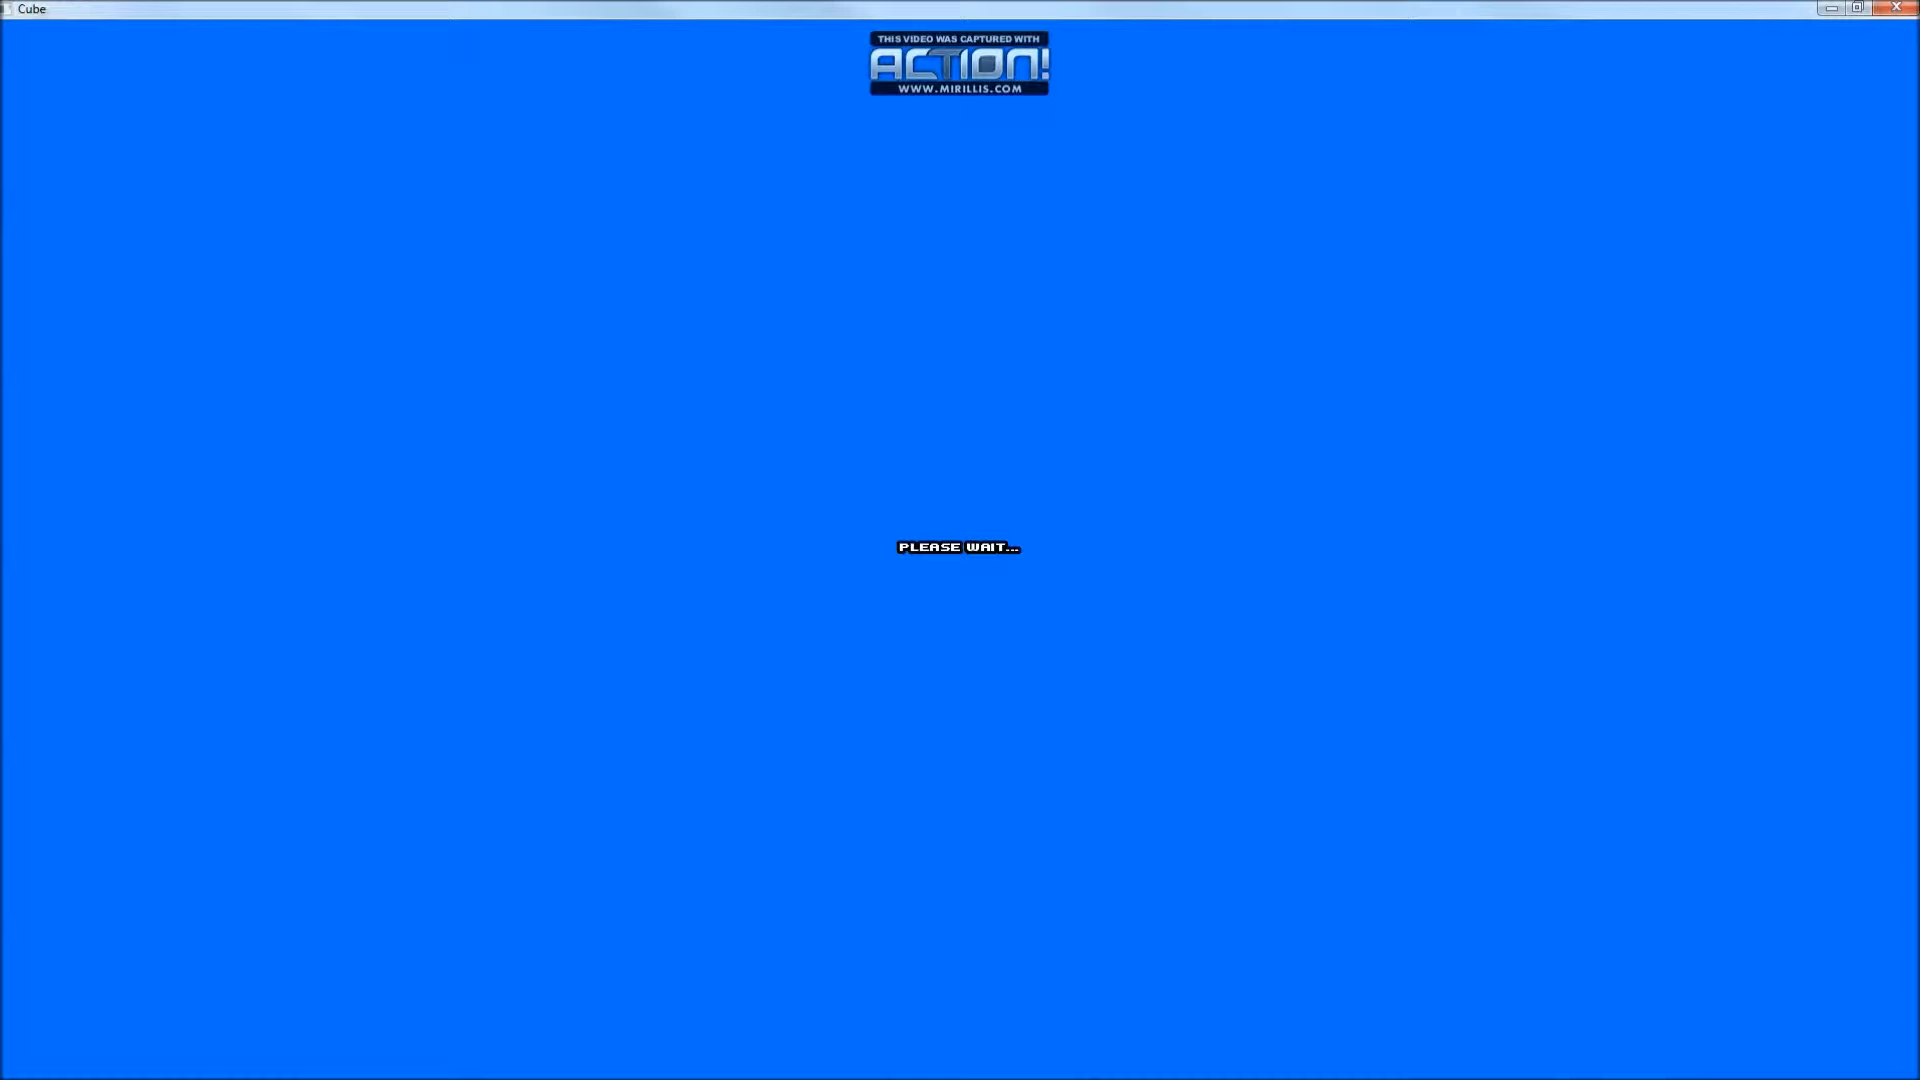 Cube
THIS VIDEO WAS CAPTURED WITH
ACTION!
WWW.MIRILLIS.COM
PLEASE WAIT...